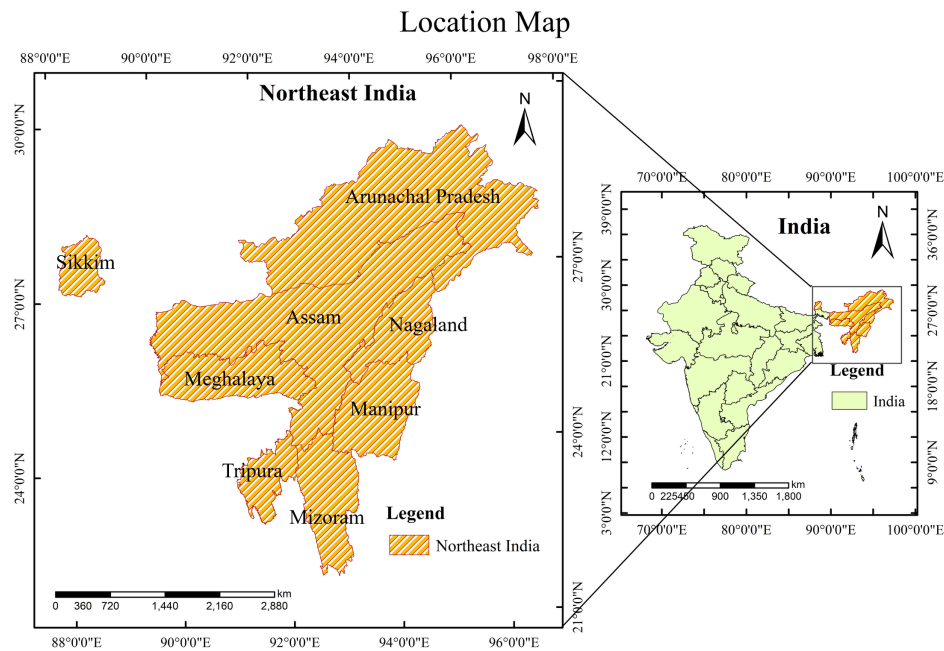 Location Map
88°0'0"E 90°0'0"E 92°0'0"E 94°0'0"E 96°0'0"E 98°0'0"E
Northeast India
N
30°0'0"N
27°0'0"N
24°0'0"N
Arunachal Pradesh
Sikkim
Assam
Nagaland
Meghalaya
Manipur
Tripura
Mizoram
Legend
Northeast India
km
0 360 720 1,440 2,160 2,880
27°0'0"N
24°0'0"N
21°0'0"N
88°0'0"E 90°0'0"E 92°0'0"E 94°0'0"E 96°0'0"E
70°0'0"E 80°0'0"E 90°0'0"E 100°0'0"E
India
N
39°0'0"N
30°0'0"N
21°0'0"N
12°0'0"N
3°0'0"N
36°0'0"N
27°0'0"N
18°0'0"N
9°0'0"N
Legend
India
km
0 225450 900 1,350 1,800
70°0'0"E 80°0'0"E 90°0'0"E 100°0'0"E